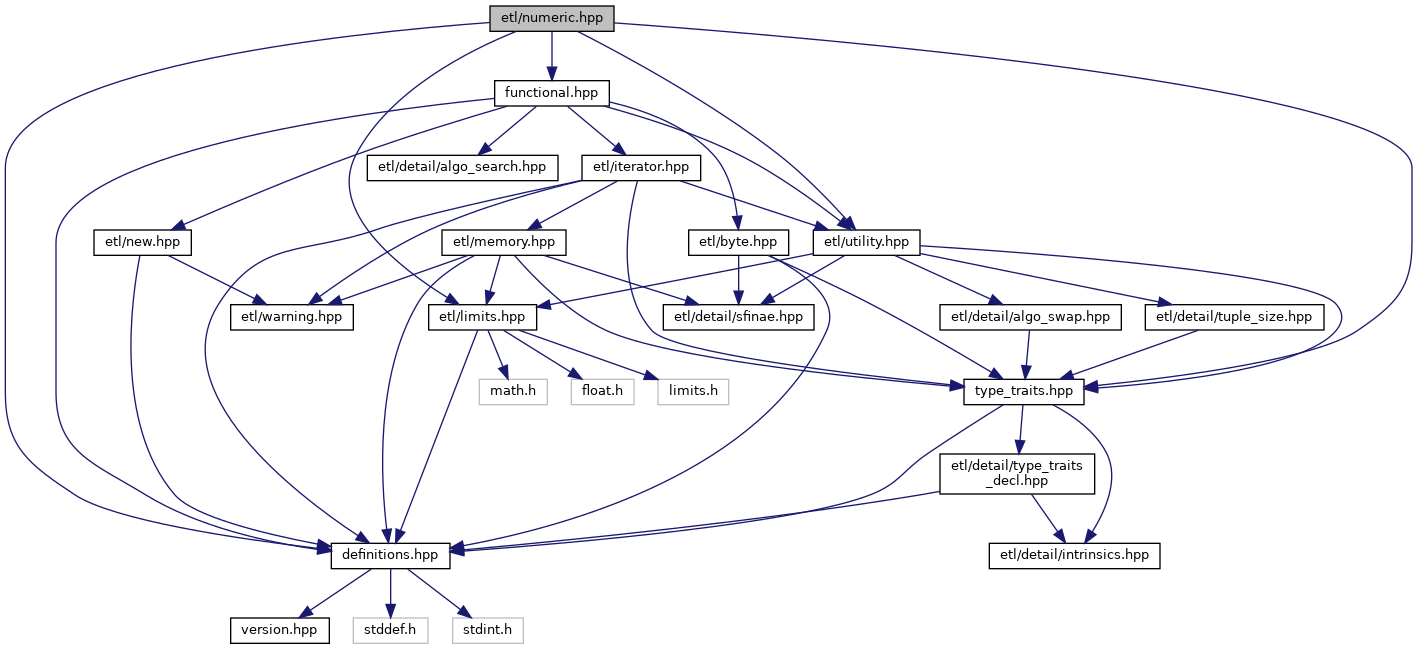 etl/numeric.hpp
functional.hpp
etl/detail/algo_search.hpp
etl/iterator.hpp
etl/new.hpp
etl/memory.hpp
etl/byte.hpp
etl/utility.hpp
etl/warning.hpp
etl/limits.hpp
etl/detail/sfinae.hpp
etl/detail/algo_swap.hpp
etl/detail/tuple_size.hpp
math.h
float.h
limits.h
type_traits.hpp
etl/detail/type_traits
_decl.hpp
definitions.hpp
etl/detail/intrinsics.hpp
version.hpp
stddef.h
stdint.h